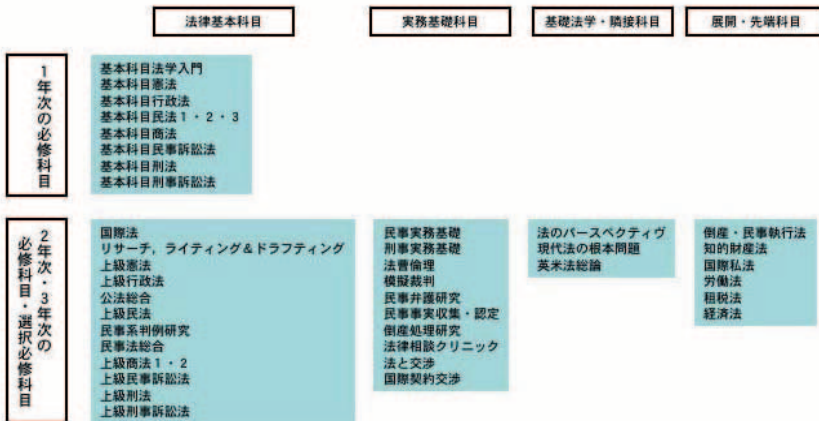 法律基本科目
実務基礎科目
基礎法学・隣接科目
展開・先端科目
1年次の必修科目
基本科目法学入門
基本科目憲法
基本科目行政法
基本科目民法1・2・3
基本科目商法
基本科目民事訴訟法
基本科目刑法
基本科目刑事訴訟法
2年次・3年次の
必修科目・選択必修科目
国際法
リサーチ,ライティング&ドラフティング
上級憲法
上級行政法
公法総合
上級民法
民事系判例研究
民事法総合
上級商法1・2
上級民事訴訟法
上級刑法
上級刑事訴訟法
民事実務基礎
刑事実務基礎
法曹倫理
模擬裁判
民事弁護研究
民事事実収集・認定
倒産処理研究
法律相談クリニック
法と交渉
国際契約交渉
法のパースペクティヴ
現代法の根本問題
英米法総論
倒産・民事執行法
知的財産法
国際私法
労働法
租税法
経済法